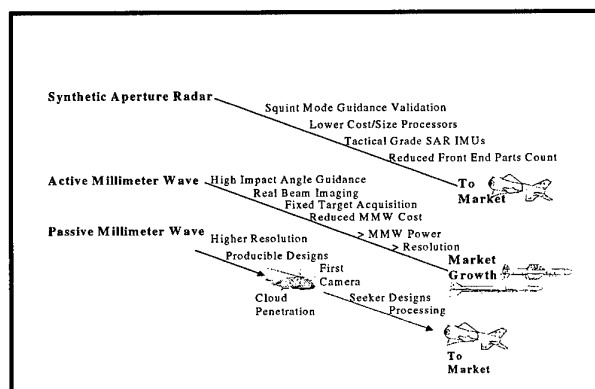 Synthetic Aperture Radar
Squint Mode Guidance Validation
Lower Cost/Size Processors
Tactical Grade SAR IMUs
Reduced Front End Parts Count
To
Market
Active Millimeter Wave
High Impact Angle Guidance
Real Beam Imaging
Fixed Target Acquisition
Reduced MMW Cost
> MMW Power
> Resolution
Market
Growth
Passive Millimeter Wave
Higher Resolution
Producible Designs
First
Camera
Cloud
Penetration
Seeker Designs
Processing
To
Market